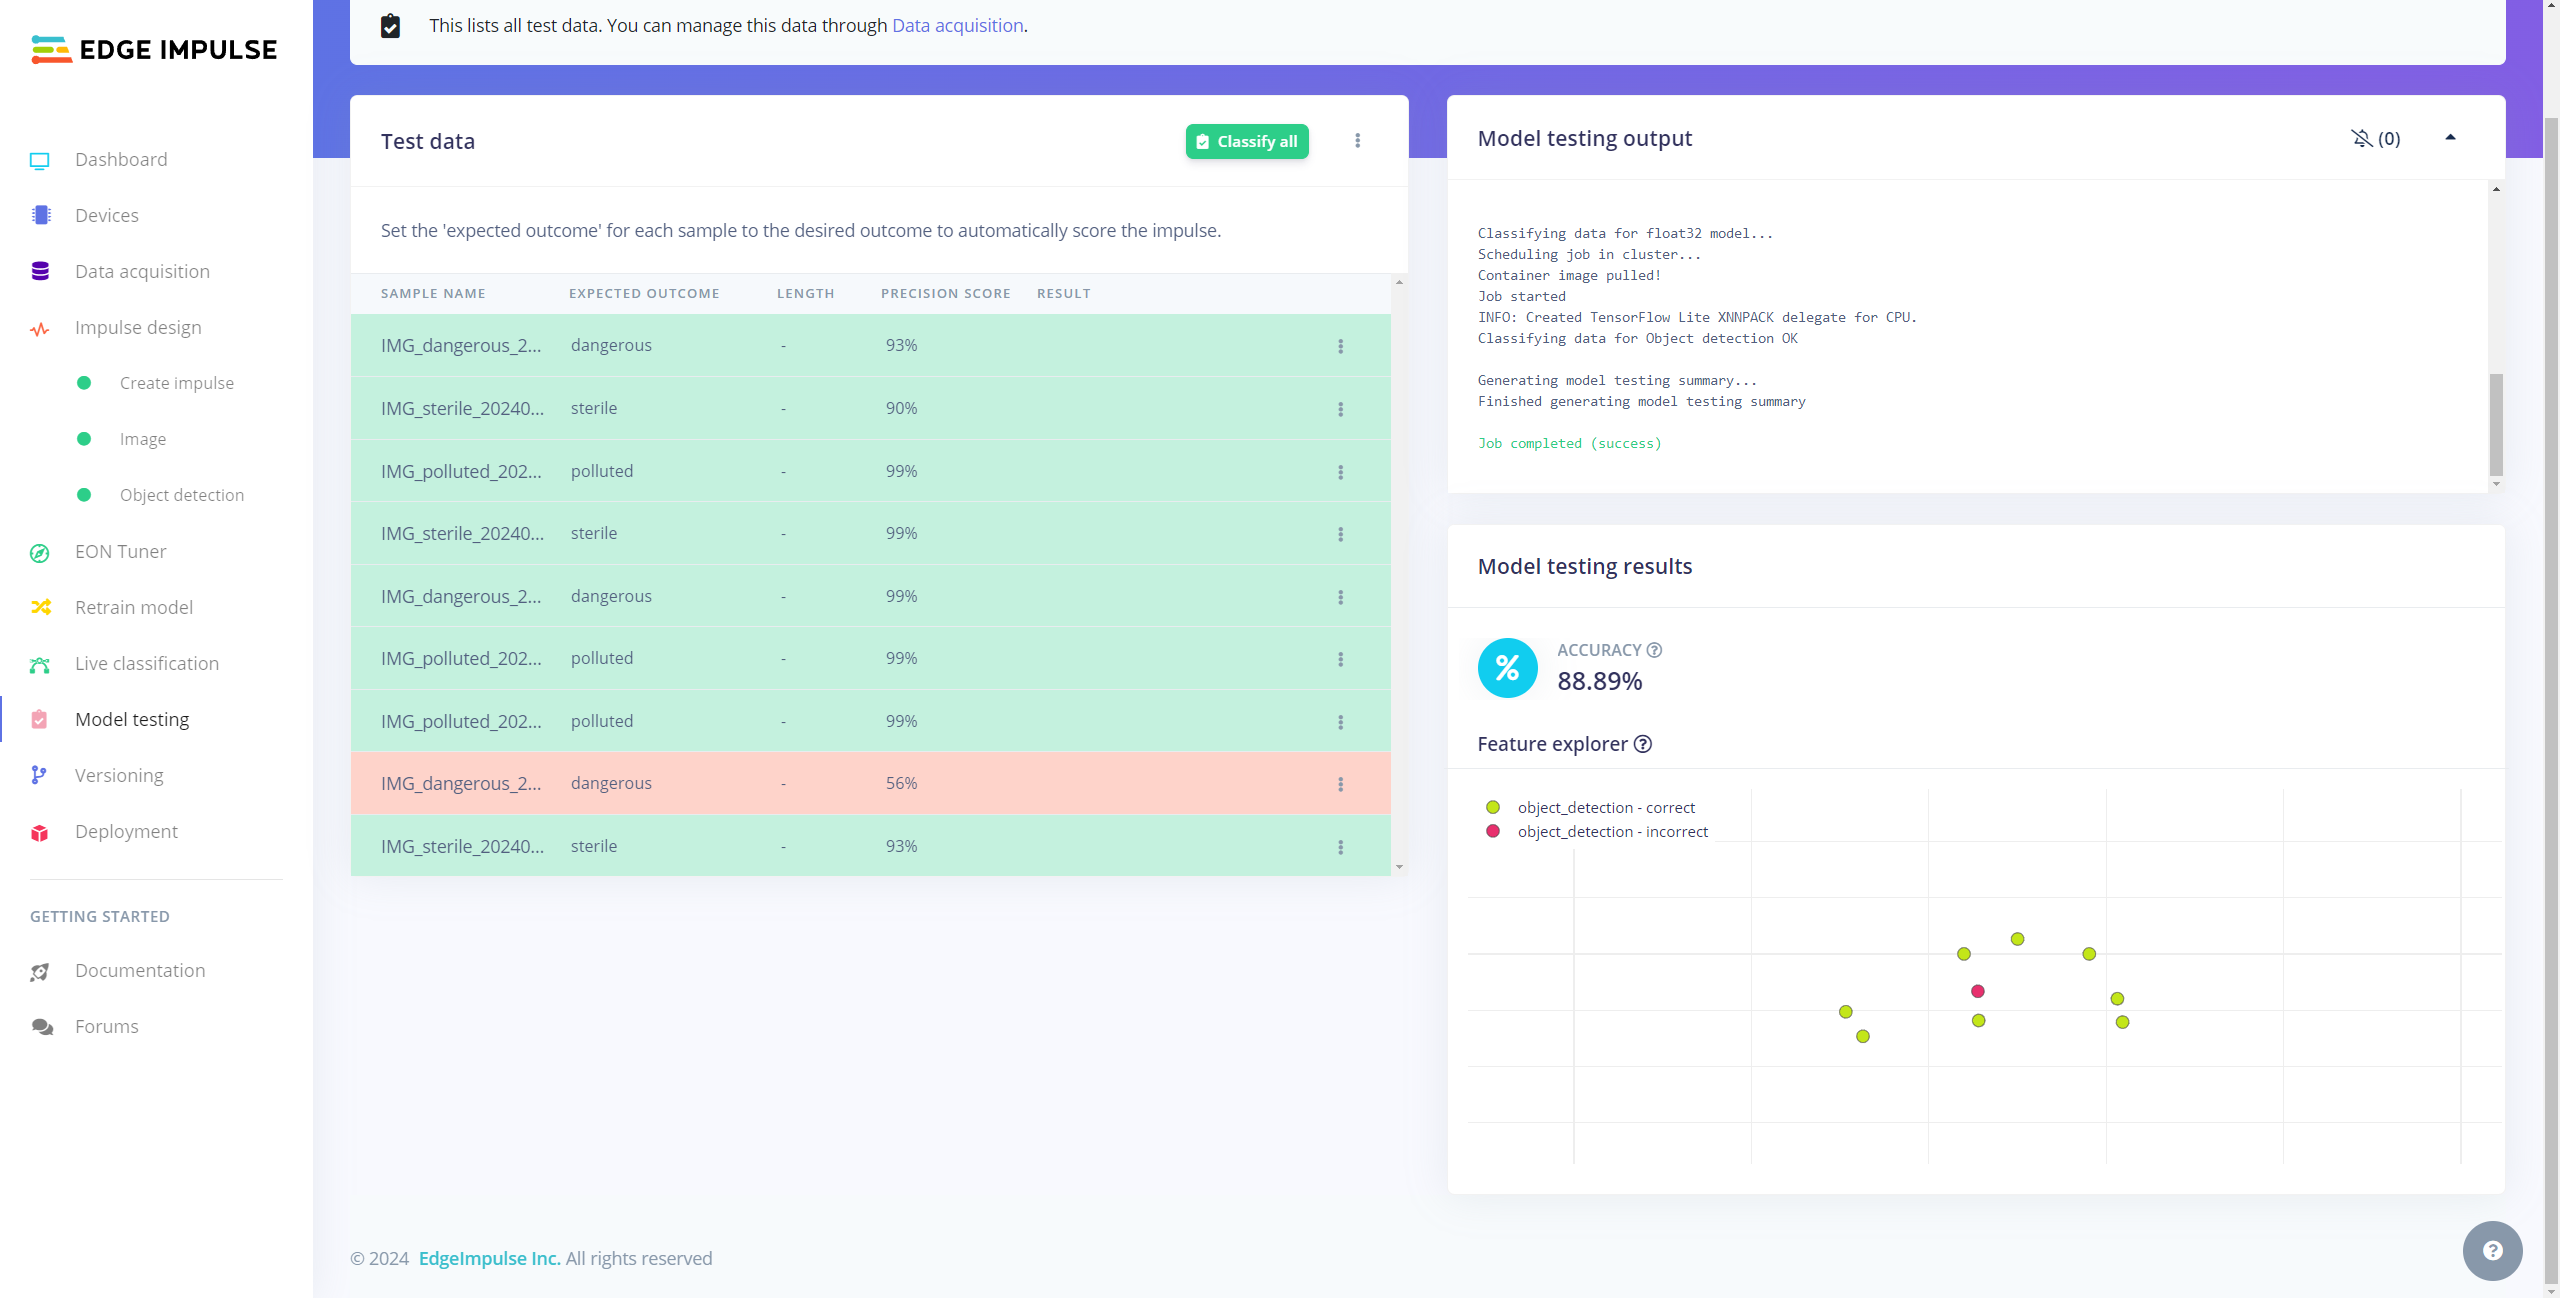 EDGE IMPULSE
Dashboard
Devices
Data acquisition
Impulse design
Create impulse
Image
Object detection
EON Tuner
Retrain model
Live classification
Model testing
Versioning
Deployment
GETTING STARTED
Documentation
Forums
This lists all test data. You can manage this data through Data acquisition.
Test data
Classify all
Set the 'expected outcome' for each sample to the desired outcome to automatically score the impulse.
SAMPLE NAME EXPECTED OUTCOME LENGTH PRECISION SCORE RESULT
IMG_dangerous_2... dangerous - 93%
IMG_sterile_20240... sterile - 90%
IMG_polluted_202... polluted - 99%
IMG_sterile_20240... sterile - 99%
IMG_dangerous_2... dangerous - 99%
IMG_polluted_202... polluted - 99%
IMG_polluted_202... polluted - 99%
IMG_dangerous_2... dangerous - 56%
IMG_sterile_20240... sterile - 93%
Model testing output
(0)
Classifying data for float32 model...
Scheduling job in cluster...
Container image pulled!
Job started
INFO: Created TensorFlow Lite XNNPACK delegate for CPU.
Classifying data for Object detection OK
Generating model testing summary...
Finished generating model testing summary
Job completed (success)
Model testing results
%
ACCURACY ?
88.89%
Feature explorer ?
object_detection - correct
object_detection - incorrect
© 2024 EdgeImpulse Inc. All rights reserved
?